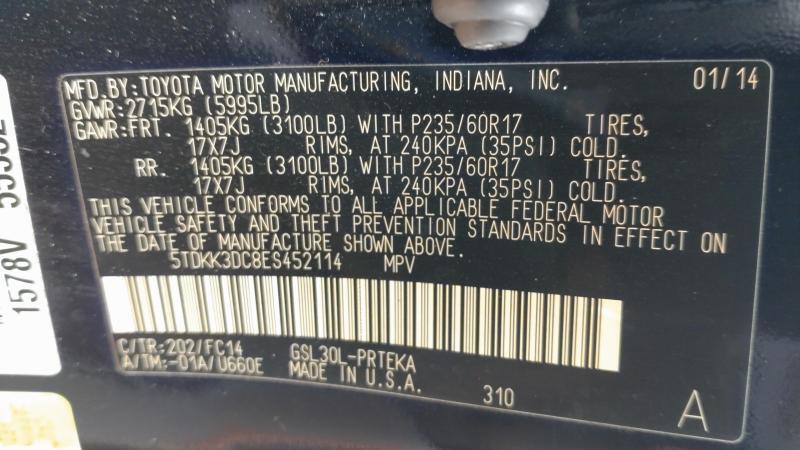 MFD. BY: TOYOTA MOTOR MANUFACTURING, INDIANA, INC. 01/14
GVWR: 2715KG (5995LB)
GAWR: FRT. 1405KG (3100LB) WITH P235/60R17 TIRES,
17X7J RIMS, AT 240KPA (35PSI) COLD.
RR. 1405KG (3100LB) WITH P235/60R17 TIRES,
17X7J RIMS, AT 240KPA (35PSI) COLD.
THIS VEHICLE CONFORMS TO ALL APPLICABLE FEDERAL MOTOR
VEHICLE SAFETY AND THEFT PREVENTION STANDARDS IN EFFECT ON
THE DATE OF MANUFACTURE SHOWN ABOVE.
5TDKK3DC8ES452114 MPV
C/TR: 202/FC14 GSL30L-PRTEKA
A/TM: -01A/U660E MADE IN U.S.A.
310
A
1578V